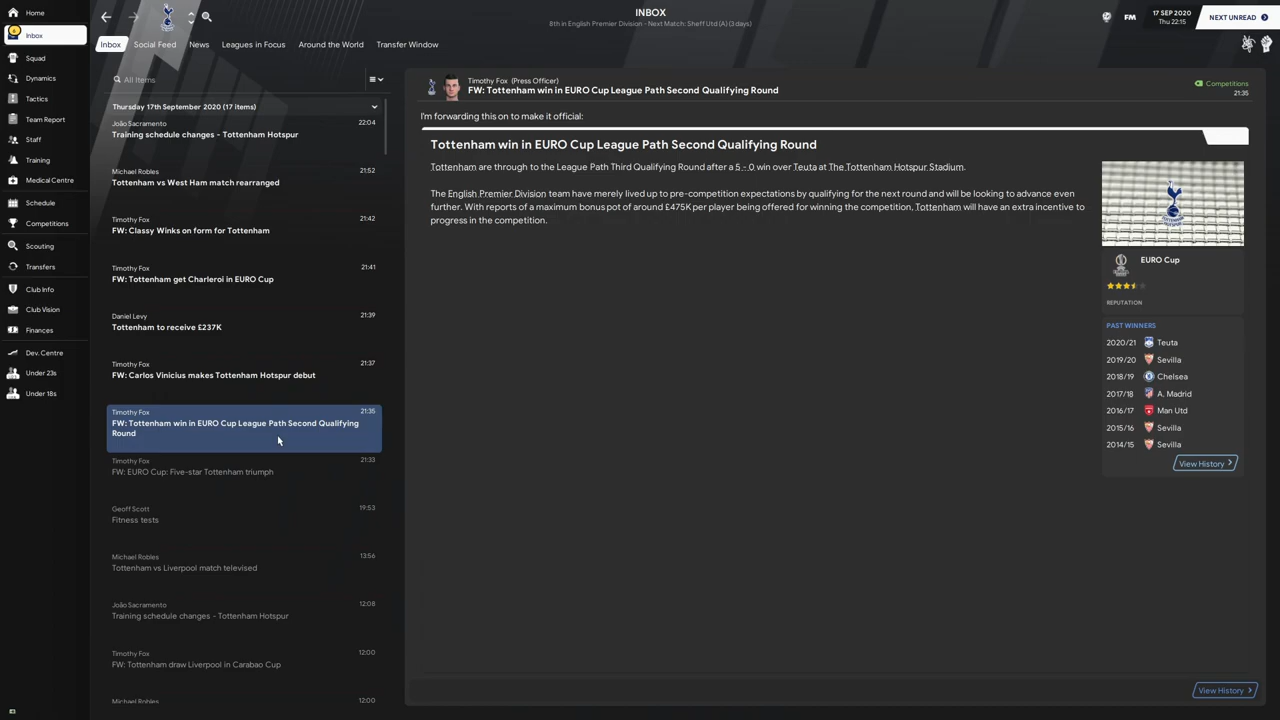 Home
Inbox
Squad
Dynamics
Tactics
Team Report
Staff
Training
Medical Centre
Schedule
Competitions
Scouting
Transfers
Club Info
Club Vision
Finances
Dev. Centre
Under 23s
Under 18s
INBOX
8th in English Premier Division - Next Match: Sheff Utd (A) (3 days)
FM
17 SEP 2020
Thu 22:15
NEXT UNREAD
Inbox
Social Feed
News
Leagues in Focus
Around the World
Transfer Window
All Items
Thursday 17th September 2020 (17 items)
João Sacramento 22:04
Training schedule changes - Tottenham Hotspur
Michael Robles 21:52
Tottenham vs West Ham match rearranged
Timothy Fox 21:42
FW: Classy Winks on form for Tottenham
Timothy Fox 21:41
FW: Tottenham get Charleroi in EURO Cup
Daniel Levy 21:39
Tottenham to receive £237K
Timothy Fox 21:37
FW: Carlos Vinicius makes Tottenham Hotspur debut
Timothy Fox 21:35
FW: Tottenham win in EURO Cup League Path Second Qualifying
Round
Timothy Fox 21:33
FW: EURO Cup: Five-star Tottenham triumph
Geoff Scott 19:53
Fitness tests
Michael Robles 13:56
Tottenham vs Liverpool match televised
João Sacramento 12:08
Training schedule changes - Tottenham Hotspur
Timothy Fox 12:00
FW: Tottenham draw Liverpool in Carabao Cup
Michael Robles 12:00
Timothy Fox (Press Officer)
FW: Tottenham win in EURO Cup League Path Second Qualifying Round
Competitions
21:35
I'm forwarding this on to make it official:
Tottenham win in EURO Cup League Path Second Qualifying Round
Tottenham are through to the League Path Third Qualifying Round after a 5 - 0 win over Teuta at The Tottenham Hotspur Stadium.
The English Premier Division team have merely lived up to pre-competition expectations by qualifying for the next round and will be looking to advance even
further. With reports of a maximum bonus pot of around £475K per player being offered for winning the competition, Tottenham will have an extra incentive to
progress in the competition.
EURO Cup
REPUTATION
PAST WINNERS
2020/21 Teuta
2019/20 Sevilla
2018/19 Chelsea
2017/18 A. Madrid
2016/17 Man Utd
2015/16 Sevilla
2014/15 Sevilla
View History
View History